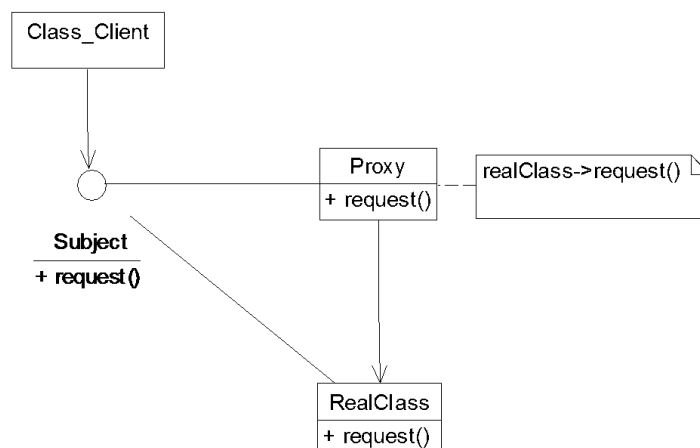 Class_Client
Proxy
+ request()
realClass->request()
Subject
+ request()
RealClass
+ request()